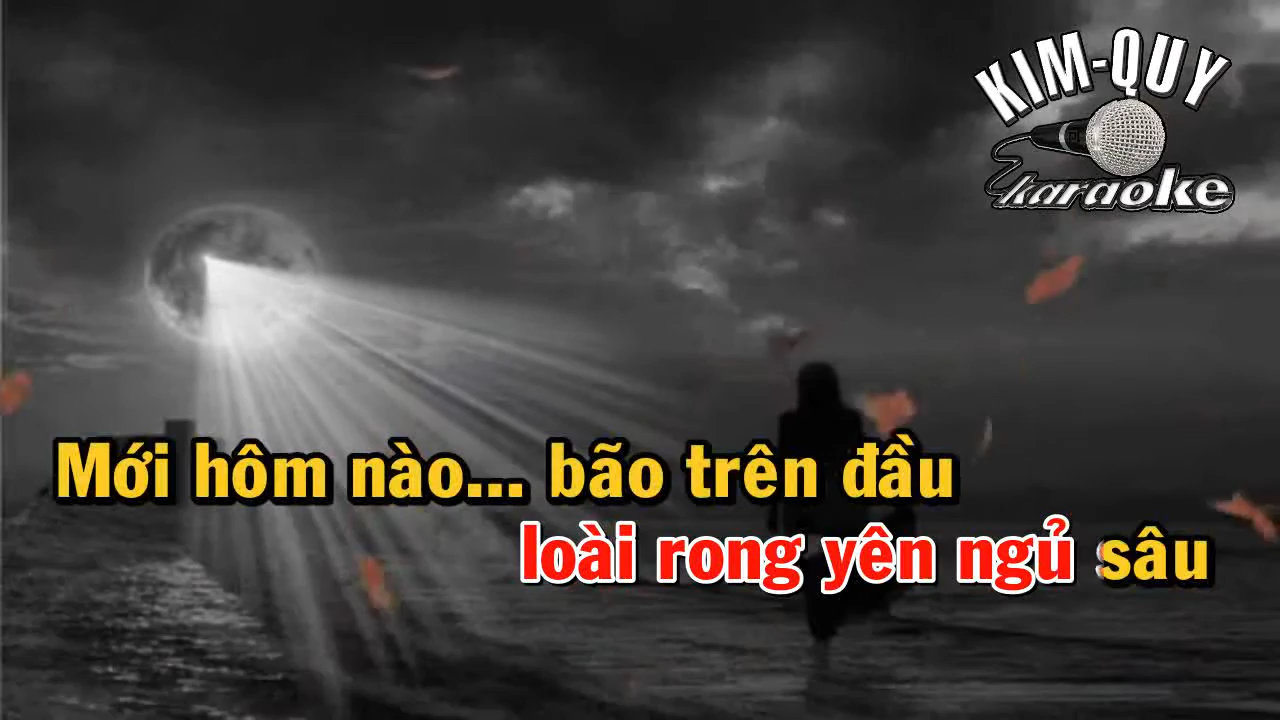 KIM-QUY
karaoke
Mới hôm nào... bão trên đầu
loài rong yên ngủ sâu